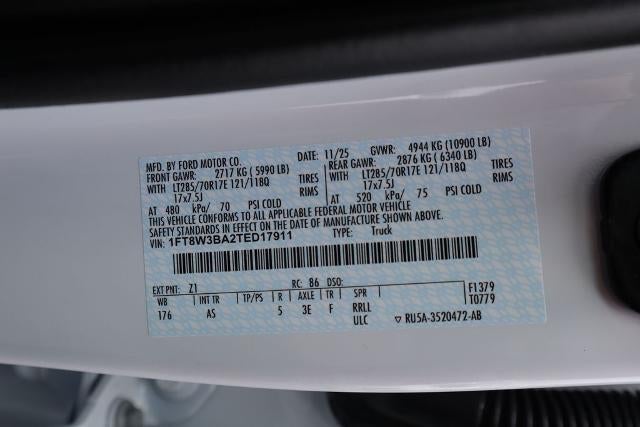 MFD. BY FORD MOTOR CO.
DATE: 11/25 GVWR: 4944 KG (10900 LB)
FRONT GAWR: 2717 KG ( 5990 LB) REAR GAWR: 2876 KG ( 6340 LB)
WITH LT285/70R17E 121/118Q TIRES WITH LT285/70R17E 121/118Q TIRES
17x7.5J RIMS 17x7.5J RIMS
AT 480 kPa/ 70 PSI COLD AT 520 kPa/ 75 PSI COLD
THIS VEHICLE CONFORMS TO ALL APPLICABLE FEDERAL MOTOR VEHICLE
SAFETY STANDARDS IN EFFECT ON THE DATE OF MANUFACTURE SHOWN ABOVE.
VIN: 1FT8W3BA2TED17911 TYPE: Truck
EXT PNT: Z1 RC: 86 DSO: F1379
WB INT TR TP/PS R AXLE TR SPR T0779
176 AS 5 3E F RRLL
ULC ▽ RU5A-3520472-AB